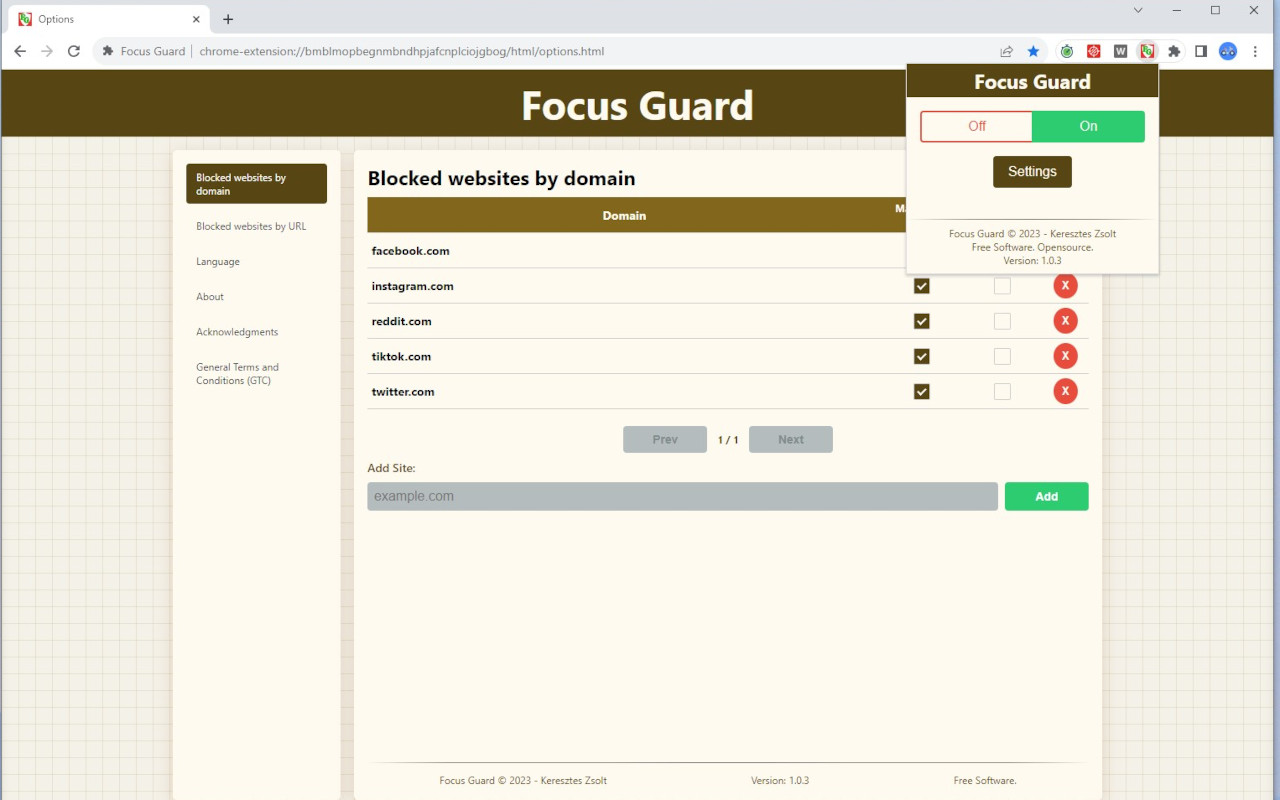 Options
Focus Guard
chrome-extension://bmblmopbegnmbndhpjafcnplciojgbog/html/options.html
W
Focus Guard
Focus Guard
Off
On
Settings
Focus Guard © 2023 - Keresztes Zsolt
Free Software. Opensource.
Version: 1.0.3
Blocked websites by
domain
Blocked websites by URL
Language
About
Acknowledgments
General Terms and
Conditions (GTC)
Blocked websites by domain
Domain
facebook.com
instagram.com
X
reddit.com
X
tiktok.com
X
twitter.com
X
Prev
1 / 1
Next
Add Site:
example.com
Add
Focus Guard © 2023 - Keresztes Zsolt
Version: 1.0.3
Free Software.